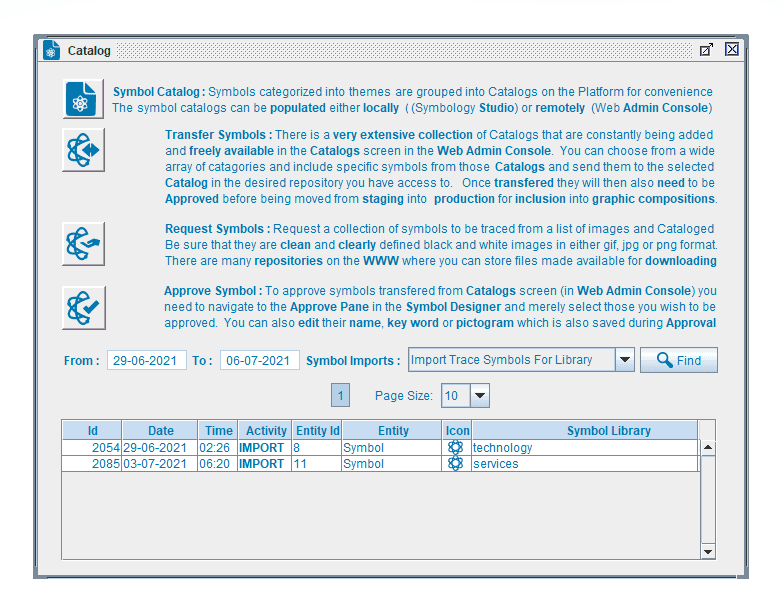 Catalog
Symbol Catalog : Symbols categorized into themes are grouped into Catalogs on the Platform for convenience
The symbol catalogs can be populated either locally ( (Symbology Studio) or remotely (Web Admin Console)
Transfer Symbols : There is a very extensive collection of Catalogs that are constantly being added
and freely available in the Catalogs screen in the Web Admin Console. You can choose from a wide
array of catagories and include specific symbols from those Catalogs and send them to the selected
Catalog in the desired repository you have access to. Once transfered they will then also need to be
Approved before being moved from staging into production for inclusion into graphic compositions.
Request Symbols : Request a collection of symbols to be traced from a list of images and Cataloged
Be sure that they are clean and clearly defined black and white images in either gif, jpg or png format.
There are many repositories on the WWW where you can store files made available for downloading
Approve Symbol : To approve symbols transfered from Catalogs screen (in Web Admin Console) you
need to navigate to the Approve Pane in the Symbol Designer and merely select those you wish to be
approved. You can also edit their name, key word or pictogram which is also saved during Approval
From : 29-06-2021 To : 06-07-2021 Symbol Imports : Import Trace Symbols For Library Find
1 Page Size: 10
Id Date Time Activity Entity Id Entity Icon Symbol Library
2054 29-06-2021 02:26 IMPORT 8 Symbol technology
2085 03-07-2021 06:20 IMPORT 11 Symbol services